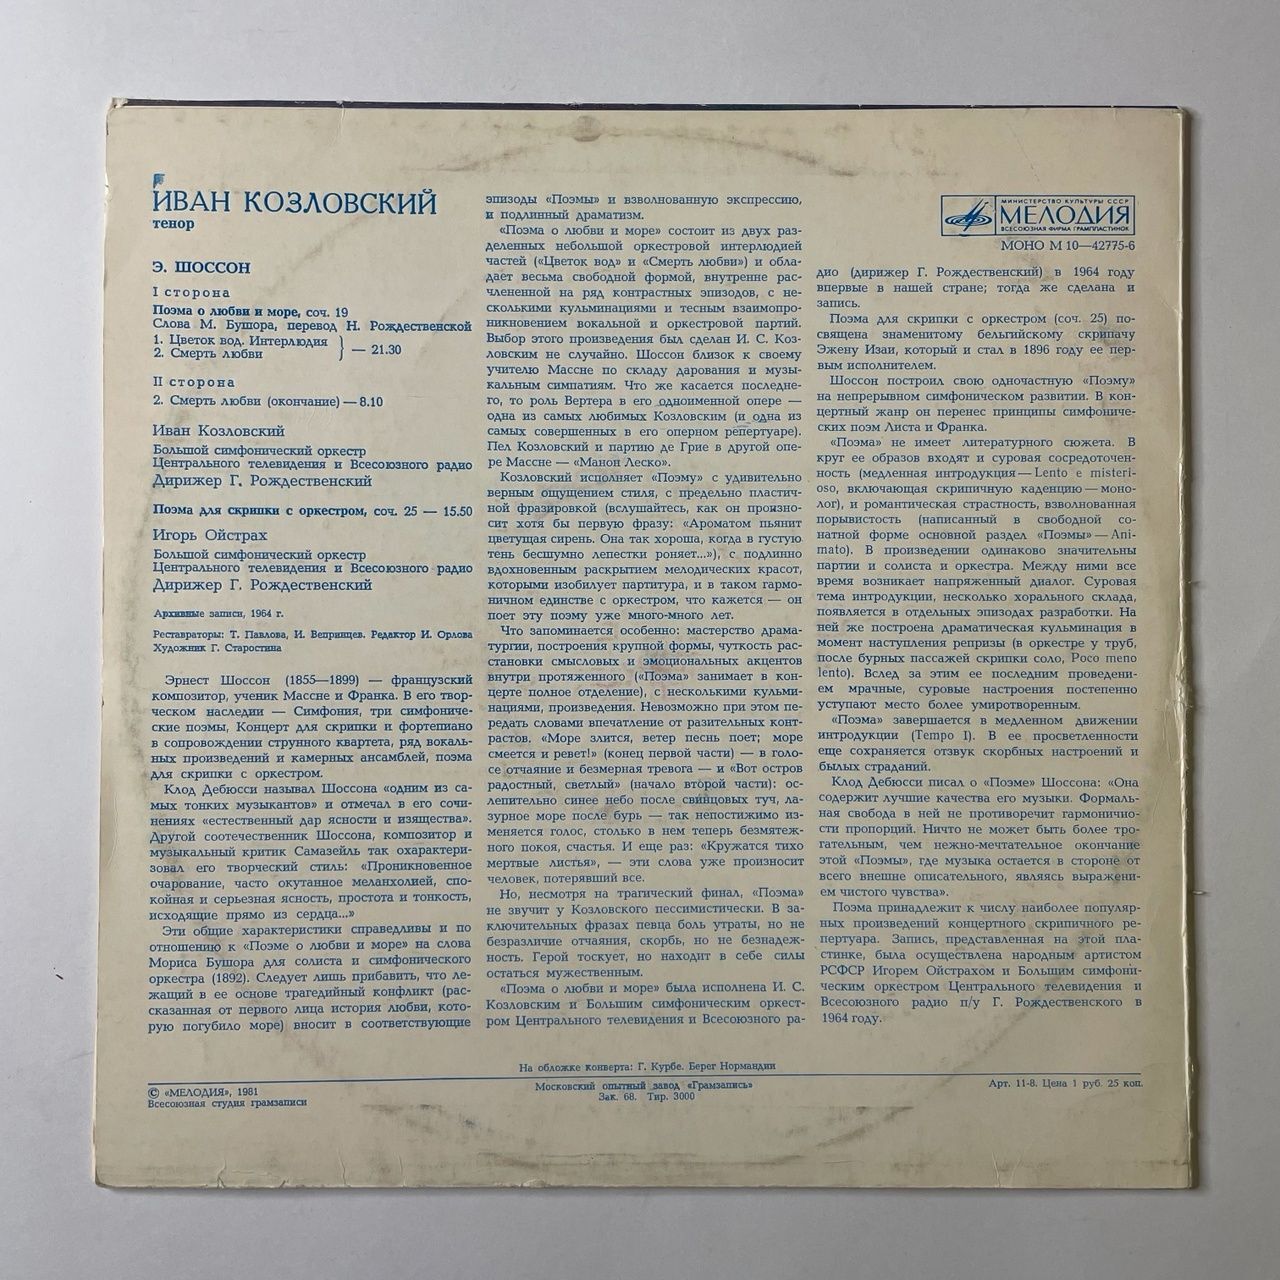 ИВАН КОЗЛОВСКИЙ
тенор
Э. ШОССОН
I сторона
Поэма о любви и море, соч. 19
Слова М. Бушора, перевод Н. Рождественской
1. Цветок вод. Интерлюдия
2. Смерть любви
} — 21.30
II сторона
2. Смерть любви (окончание) — 8.10
Иван Козловский
Большой симфонический оркестр
Центрального телевидения и Всесоюзного радио
Дирижер Г. Рождественский
Поэма для скрипки с оркестром, соч. 25 — 15.50
Игорь Ойстрах
Большой симфонический оркестр
Центрального телевидения и Всесоюзного радио
Дирижер Г. Рождественский
Архивные записи, 1964 г.
Реставраторы: Т. Павлова, И. Вепринцев. Редактор И. Орлова
Художник Г. Старостина
Эрнест Шоссон (1855—1899) — французский
композитор, ученик Массне и Франка. В его твор-
ческом наследии — Симфония, три симфониче-
ские поэмы, Концерт для скрипки и фортепиано
в сопровождении струнного квартета, ряд вокаль-
ных произведений и камерных ансамблей, поэма
для скрипки с оркестром.
Клод Дебюсси называл Шоссона «одним из са-
мых тонких музыкантов» и отмечал в его сочи-
нениях «естественный дар ясности и изящества».
Другой соотечественник Шоссона, композитор и
музыкальный критик Самазейль так охарактери-
зовал его творческий стиль: «Проникновенное
очарование, часто окутанное меланхолией, спо-
койная и серьезная ясность, простота и тонкость,
исходящие прямо из сердца...»
Эти общие характеристики справедливы и по
отношению к «Поэме о любви и море» на слова
Мориса Бушора для солиста и симфонического
оркестра (1892). Следует лишь прибавить, что ле-
жащий в ее основе трагедийный конфликт (рас-
сказанная от первого лица история любви, кото-
рую погубило море) вносит в соответствующие
эпизоды «Поэмы» и взволнованную экспрессию,
и подлинный драматизм.
«Поэма о любви и море» состоит из двух раз-
деленных небольшой оркестровой интерлюдией
частей («Цветок вод» и «Смерть любви») и обла-
дает весьма свободной формой, внутренне рас-
члененной на ряд контрастных эпизодов, с не-
сколькими кульминациями и тесным взаимопро-
никновением вокальной и оркестровой партий.
Выбор этого произведения был сделан И. С. Коз-
ловским не случайно. Шоссон близок к своему
учителю Массне по складу дарования и музы-
кальным симпатиям. Что же касается последне-
го, то роль Вертера в его одноименной опере —
одна из самых любимых Козловским (и одна из
самых совершенных в его оперном репертуаре).
Пел Козловский и партию де Грие в другой опе-
ре Массне — «Манон Леско».
Козловский исполняет «Поэму» с удивительно
верным ощущением стиля, с предельно пластич-
ной фразировкой (вслушайтесь, как он произно-
сит хотя бы первую фразу: «Ароматом пьянит
цветущая сирень. Она так хороша, когда в густую
тень бесшумно лепестки роняет...»), с подлинно
вдохновенным раскрытием мелодических красот,
которыми изобилует партитура, и в таком гармо-
ничном единстве с оркестром, что кажется — он
поет эту поэму уже много-много лет.
Что запоминается особенно: мастерство драма-
тургии, построения крупной формы, чуткость рас-
становки смысловых и эмоциональных акцентов
внутри протяженного («Поэма» занимает в кон-
церте полное отделение), с несколькими кульми-
нациями, произведения. Невозможно при этом пе-
редать словами впечатление от разительных конт-
растов. «Море злится, ветер песнь поет; море
смеется и ревет!» (конец первой части) — в голо-
се отчаяние и безмерная тревога — и «Вот остров
радостный, светлый» (начало второй части): ос-
лепительно синее небо после свинцовых туч, ла-
зурное море после бурь — так непостижимо из-
меняется голос, столько в нем теперь безмятеж-
ного покоя, счастья. И еще раз: «Кружатся тихо
мертвые листья», — эти слова уже произносит
человек, потерявший все.
Но, несмотря на трагический финал, «Поэма»
не звучит у Козловского пессимистически. В за-
ключительных фразах певца боль утраты, но не
безразличие отчаяния, скорбь, но не безнадеж-
ность. Герой тоскует, но находит в себе силы
остаться мужественным.
«Поэма о любви и море» была исполнена И. С.
Козловским и Большим симфоническим оркест-
ром Центрального телевидения и Всесоюзного ра-
МИНИСТЕРСТВО КУЛЬТУРЫ СССР
МЕЛОДИЯ
ВСЕСОЮЗНАЯ ФИРМА ГРАМПЛАСТИНОК
МОНО М 10—42775-6
дио (дирижер Г. Рождественский) в 1964 году
впервые в нашей стране; тогда же сделана и
запись.
Поэма для скрипки с оркестром (соч. 25) по-
священа знаменитому бельгийскому скрипачу
Эжену Изаи, который и стал в 1896 году ее пер-
вым исполнителем.
Шоссон построил свою одночастную «Поэму»
на непрерывном симфоническом развитии. В кон-
цертный жанр он перенес принципы симфониче-
ских поэм Листа и Франка.
«Поэма» не имеет литературного сюжета. В
круг ее образов входят и суровая сосредоточен-
ность (медленная интродукция — Lento e misteri-
oso, включающая скрипичную каденцию — моно-
лог), и романтическая страстность, взволнованная
порывистость (написанный в свободной со-
натной форме основной раздел «Поэмы» — Ani-
mato). В произведении одинаково значительны
партии и солиста и оркестра. Между ними все
время возникает напряженный диалог. Суровая
тема интродукции, несколько хорального склада,
появляется в отдельных эпизодах разработки. На
ней же построена драматическая кульминация в
момент наступления репризы (в оркестре у труб,
после бурных пассажей скрипки соло, Poco meno
lento). Вслед за этим ее последним проведени-
ем мрачные, суровые настроения постепенно
уступают место более умиротворенным.
«Поэма» завершается в медленном движении
интродукции (Tempo I). В ее просветленности
еще сохраняется отзвук скорбных настроений и
былых страданий.
Клод Дебюсси писал о «Поэме» Шоссона: «Она
содержит лучшие качества его музыки. Формаль-
ная свобода в ней не противоречит гармонично-
сти пропорций. Ничто не может быть более тро-
гательным, чем нежно-мечтательное окончание
этой «Поэмы», где музыка остается в стороне от
всего внешне описательного, являясь выражени-
ем чистого чувства».
Поэма принадлежит к числу наиболее популяр-
ных произведений концертного скрипичного ре-
пертуара. Запись, представленная на этой пла-
стинке, была осуществлена народным артистом
РСФСР Игорем Ойстрахом и Большим симфони-
ческим оркестром Центрального телевидения и
Всесоюзного радио п/у Г. Рождественского в
1964 году.
На обложке конверта: Г. Курбе. Берег Нормандии
© «МЕЛОДИЯ», 1981
Всесоюзная студия грамзаписи
Московский опытный завод «Грамзапись»
Зак. 68. Тир. 3000
Арт. 11-8. Цена 1 руб. 25 коп.